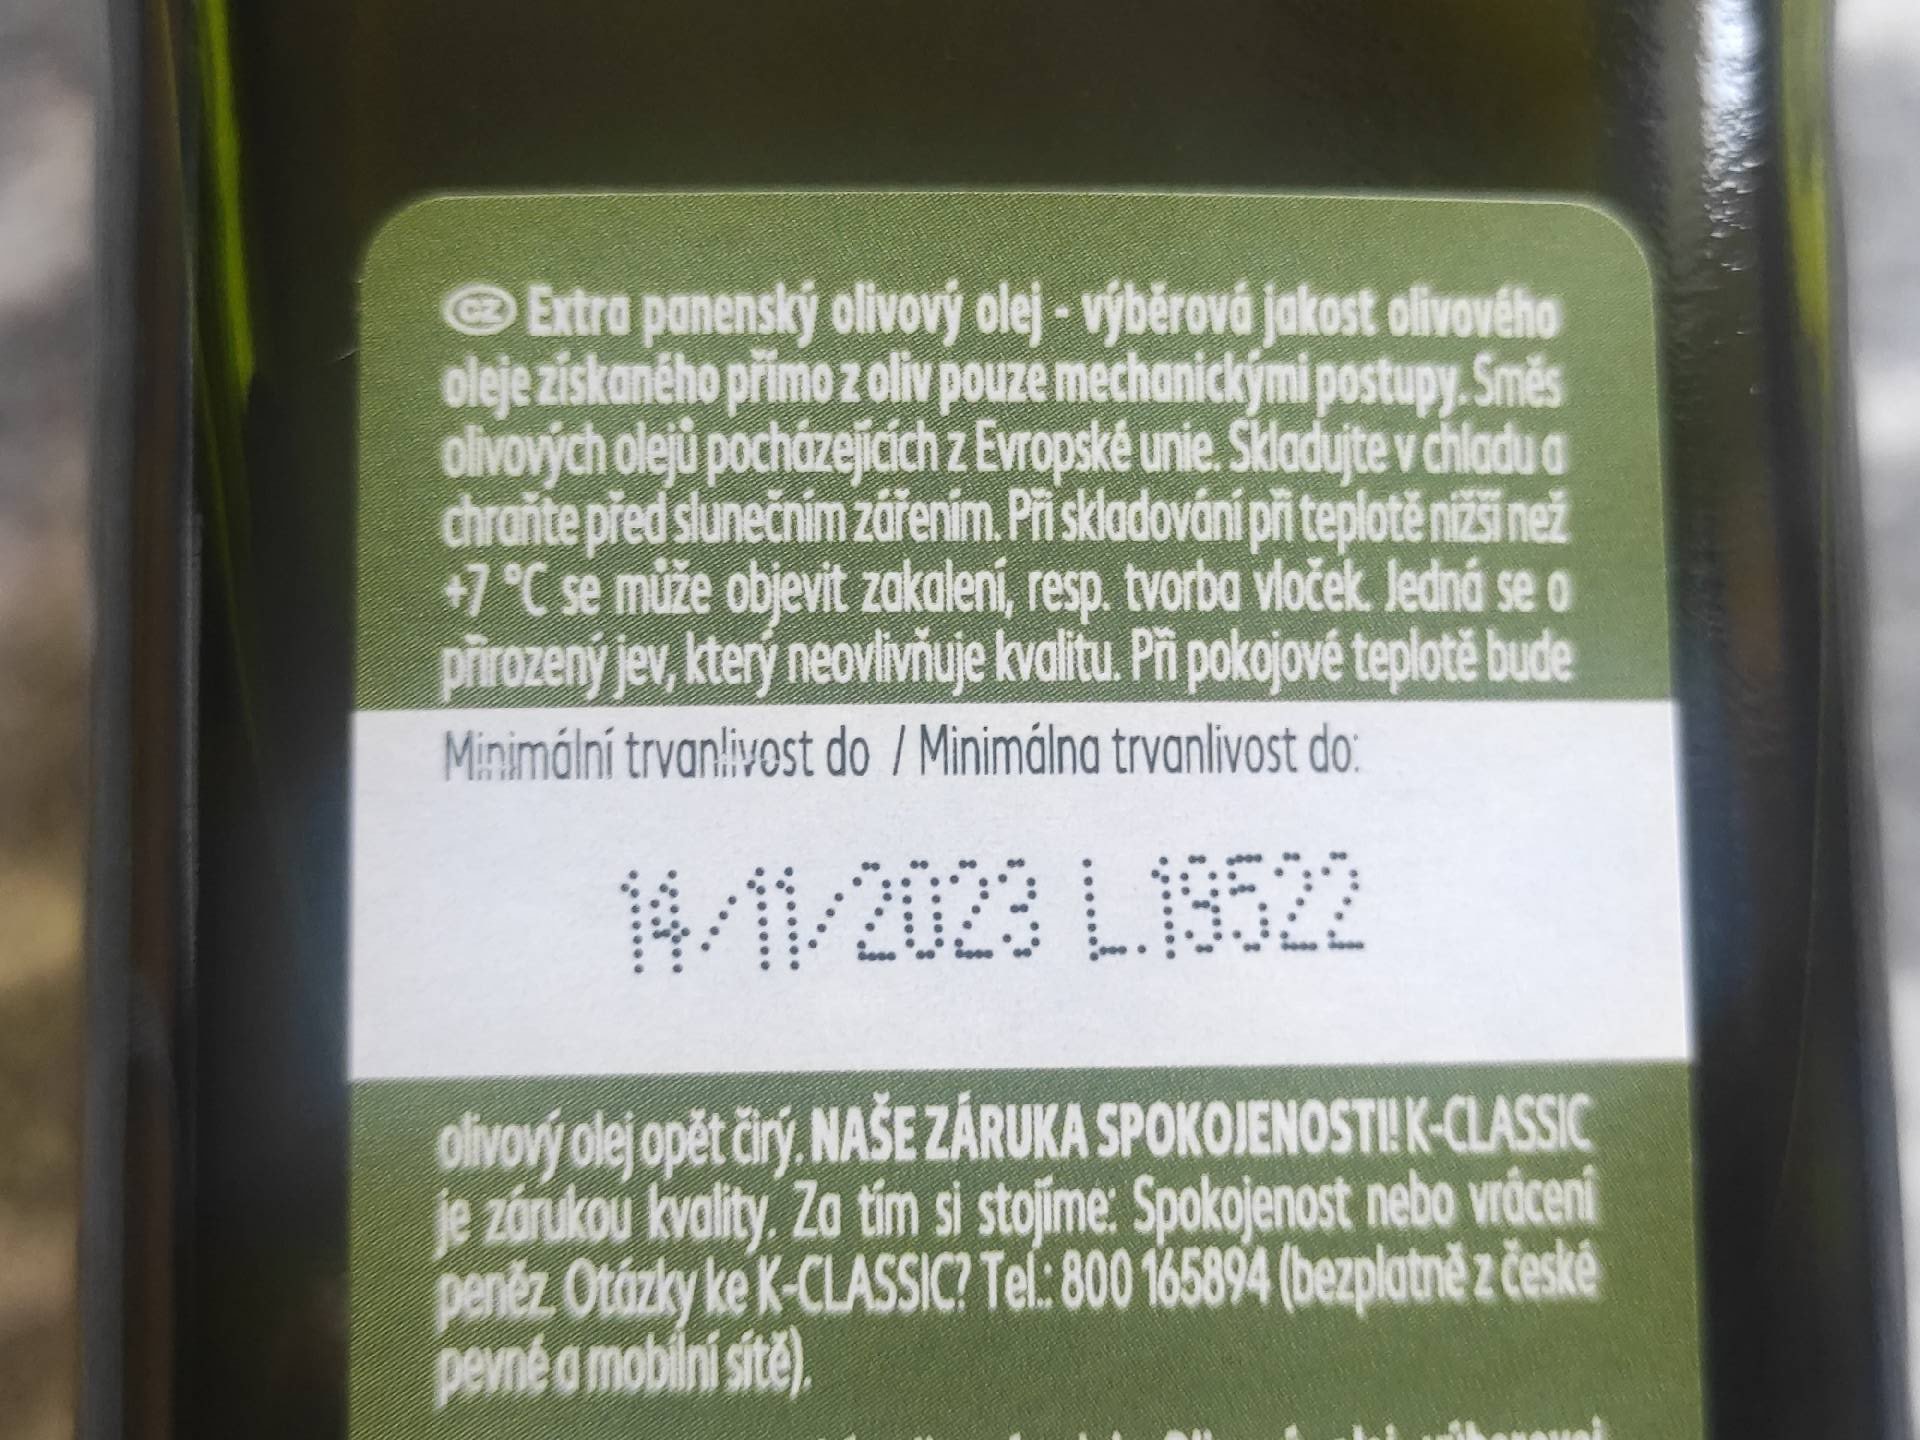 CZ Extra panenský olivový olej - výběrová jakost olivového
oleje získaného přímo z oliv pouze mechanickými postupy. Směs
olivových olejů pocházejících z Evropské unie. Skladujte v chladu a
chraňte před slunečním zářením. Při skladování při teplotě nižší než
+7 °C se může objevit zakalení, resp. tvorba vloček. Jedná se o
přirozený jev, který neovlivňuje kvalitu. Při pokojové teplotě bude
Minimální trvanlivost do / Minimálna trvanlivost do:
14/11/2023 L.19522
olivový olej opět čirý. NAŠE ZÁRUKA SPOKOJENOSTI! K-CLASSIC
je zárukou kvality. Za tím si stojíme: Spokojenost nebo vrácení
peněz. Otázky ke K-CLASSIC? Tel.: 800 165894 (bezplatně z české
pevné a mobilní sítě).